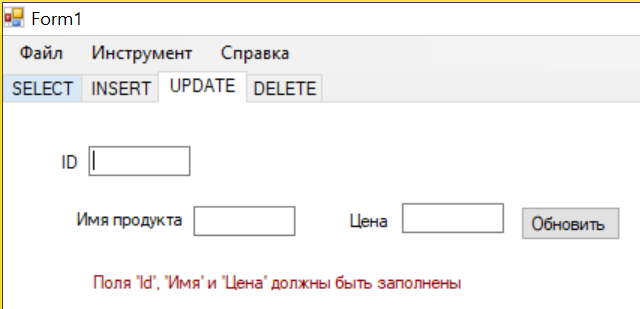 Form1
Файл Инструмент Справка
SELECT INSERT UPDATE DELETE
ID
Имя продукта Цена Обновить
Поля 'Id', 'Имя' и 'Цена' должны быть заполнены